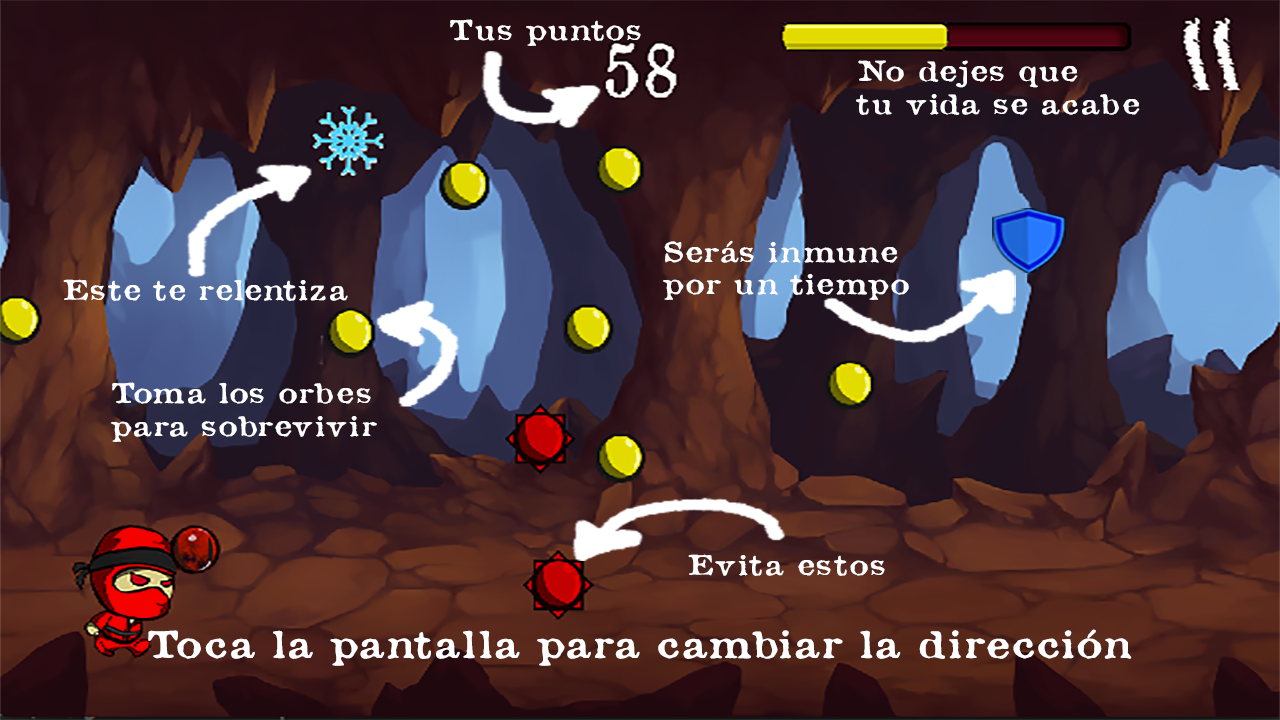 Tus puntos
58
No dejes que
tu vida se acabe
Serás inmune
por un tiempo
Este te relentiza
Toma los orbes
para sobrevivir
Evita estos
Toca la pantalla para cambiar la dirección